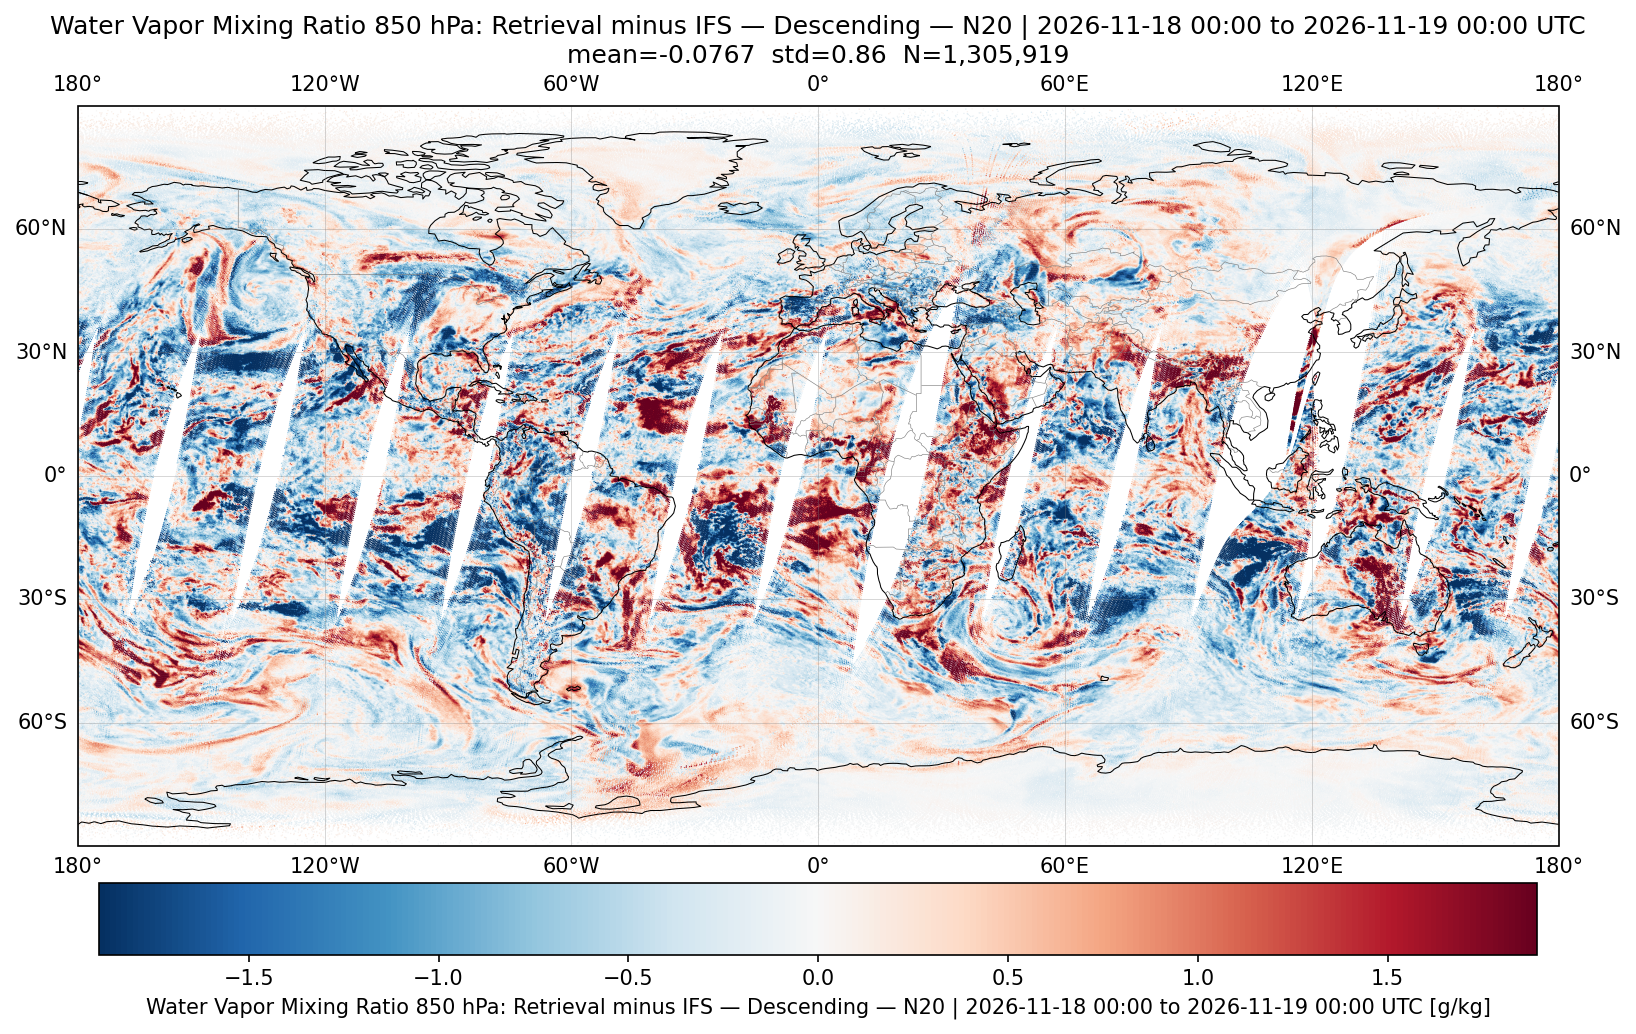 Water Vapor Mixing Ratio 850 hPa: Retrieval minus IFS — Descending — N20 | 2026-11-18 00:00 to 2026-11-19 00:00 UTC
mean=-0.0767 std=0.86 N=1,305,919
180° 120°W 60°W 0° 60°E 120°E 180°
60°N 60°N
30°N 30°N
0° 0°
30°S 30°S
60°S 60°S
180° 120°W 60°W 0° 60°E 120°E 180°
−1.5 −1.0 −0.5 0.0 0.5 1.0 1.5
Water Vapor Mixing Ratio 850 hPa: Retrieval minus IFS — Descending — N20 | 2026-11-18 00:00 to 2026-11-19 00:00 UTC [g/kg]